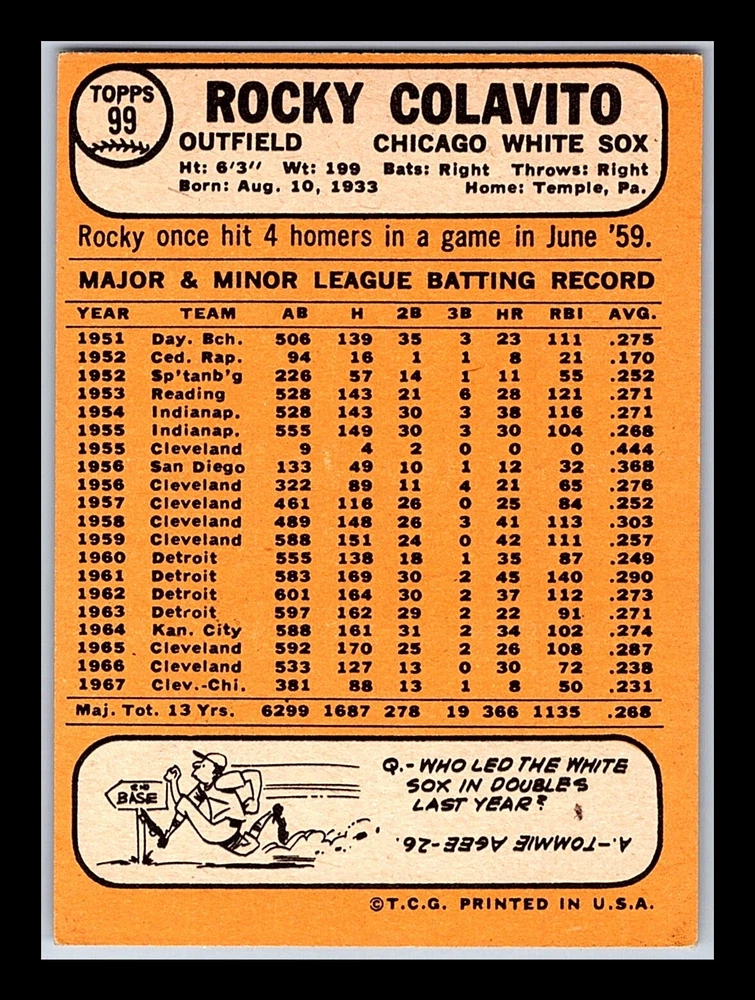 TOPPS
99
ROCKY COLAVITO
OUTFIELD CHICAGO WHITE SOX
Ht: 6'3" Wt: 199 Bats: Right Throws: Right
Born: Aug. 10, 1933 Home: Temple, Pa.
Rocky once hit 4 homers in a game in June '59.
MAJOR & MINOR LEAGUE BATTING RECORD
YEAR TEAM AB H 2B 3B HR RBI AVG.
1951 Day. Bch. 506 139 35 3 23 111 .275
1952 Ced. Rap. 94 16 1 1 8 21 .170
1952 Sp'tanb'g 226 57 14 1 11 55 .252
1953 Reading 528 143 21 6 28 121 .271
1954 Indianap. 528 143 30 3 38 116 .271
1955 Indianap. 555 149 30 3 30 104 .268
1955 Cleveland 9 4 2 0 0 0 .444
1956 San Diego 133 49 10 1 12 32 .368
1956 Cleveland 322 89 11 4 21 65 .276
1957 Cleveland 461 116 26 0 25 84 .252
1958 Cleveland 489 148 26 3 41 113 .303
1959 Cleveland 588 151 24 0 42 111 .257
1960 Detroit 555 138 18 1 35 87 .249
1961 Detroit 583 169 30 2 45 140 .290
1962 Detroit 601 164 30 2 37 112 .273
1963 Detroit 597 162 29 2 22 91 .271
1964 Kan. City 588 161 31 2 34 102 .274
1965 Cleveland 592 170 25 2 26 108 .287
1966 Cleveland 533 127 13 0 30 72 .238
1967 Clev.-Chi. 381 88 13 1 8 50 .231
Maj. Tot. 13 Yrs. 6299 1687 278 19 366 1135 .268
2ND
BASE
Q.-WHO LED THE WHITE
SOX IN DOUBLES
LAST YEAR?
A.-TOMMIE AGEE-26.
©T.C.G. PRINTED IN U.S.A.